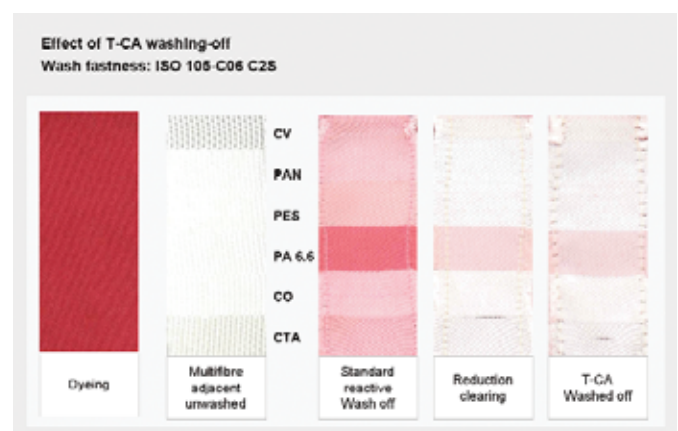 Effect of T-CA washing-off
Wash fastness: ISO 105-C06 C2S
CV
PAN
PES
PA 6.6
CO
CTA
Dyeing
Multifibre
adjacent
unwashed
Standard
reactive
Wash off
Reduction
clearing
T-CA
Washed off